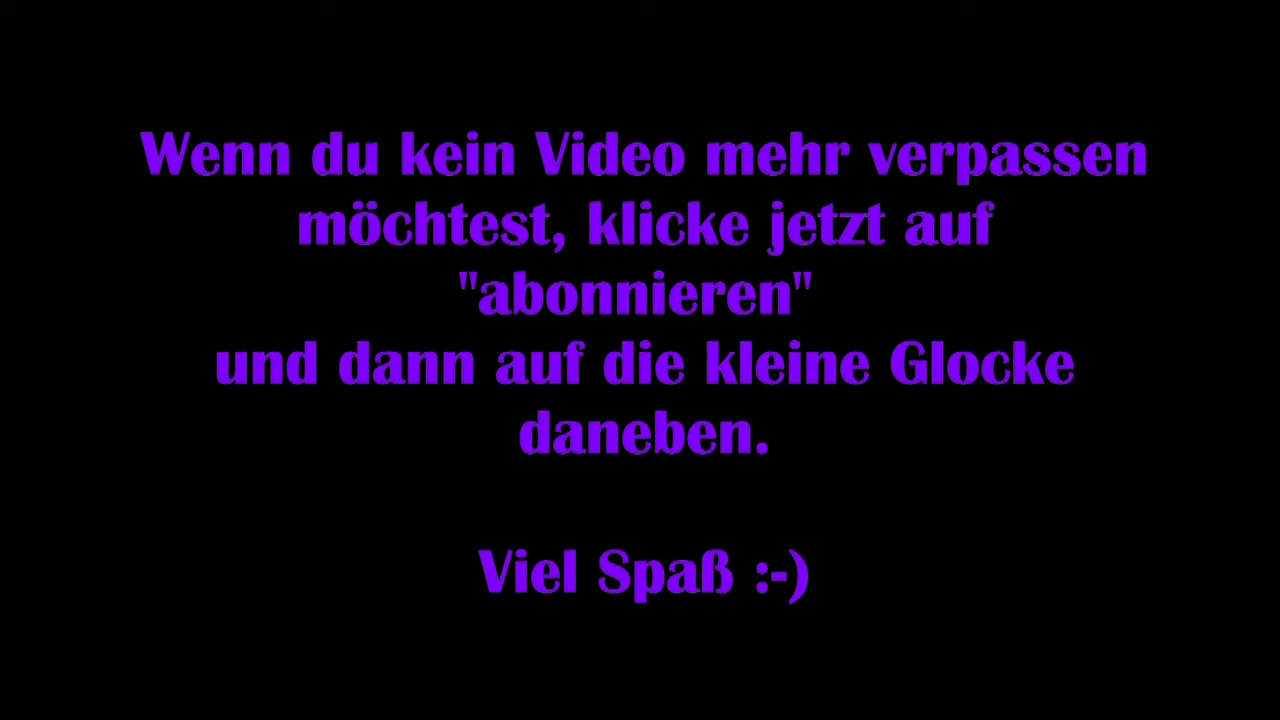 Wenn du kein Video mehr verpassen
möchtest, klicke jetzt auf
"abonnieren"
und dann auf die kleine Glocke
daneben.
Viel Spaß :-)